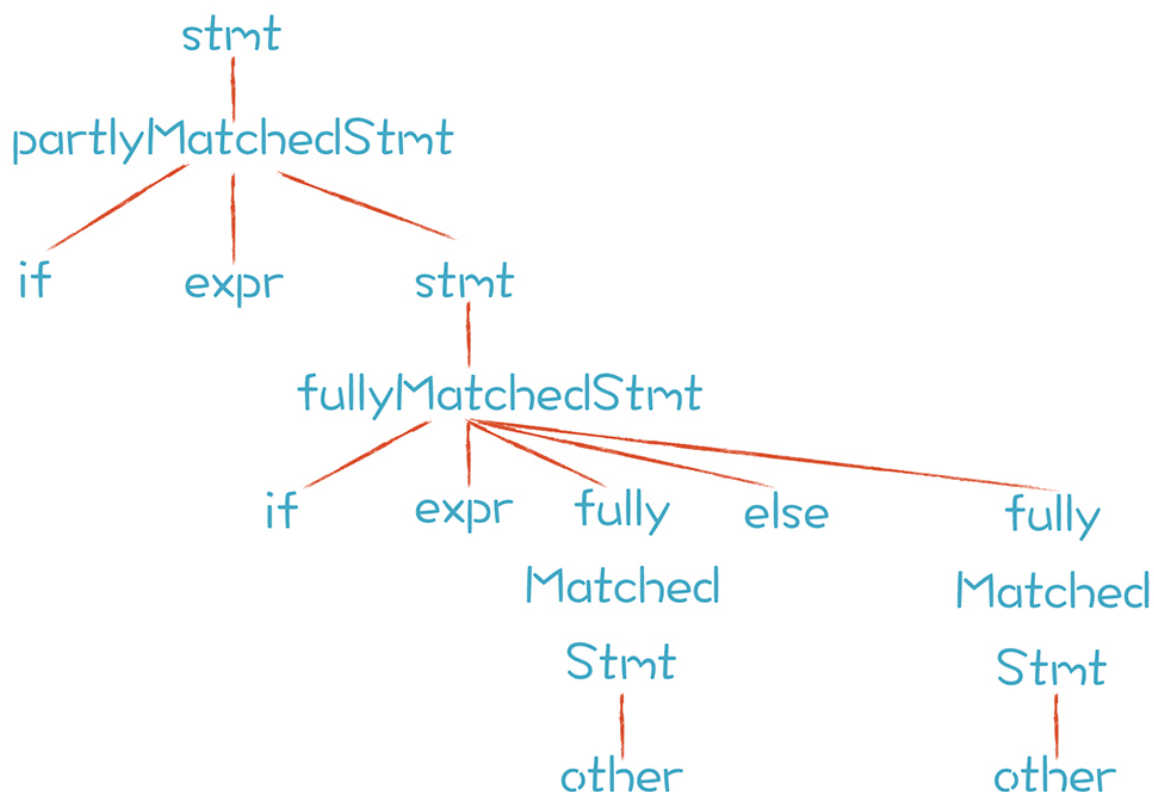 stmt
partlyMatchedStmt
if expr stmt
fullyMatchedStmt
if expr fully else fully
Matched Matched
Stmt Stmt
other other